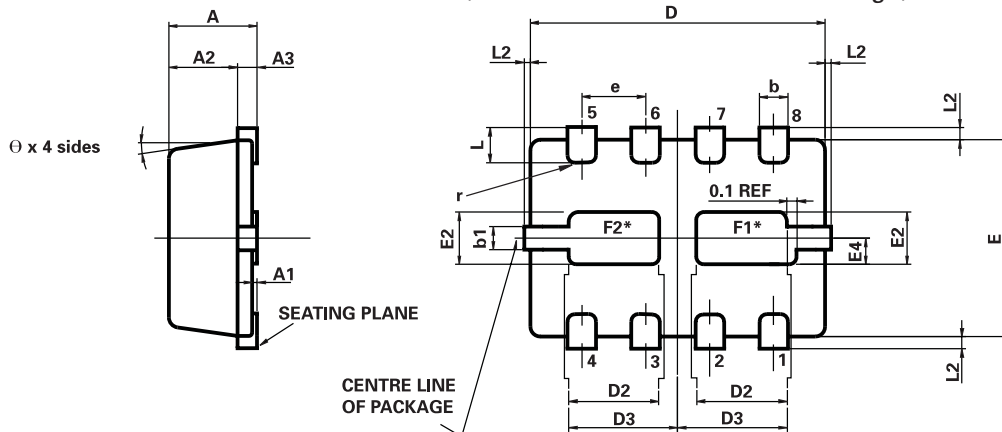 A
D
A2
A3
L2
L2
e
b
L2
5
6
7
8
Θ x 4 sides
L
r
0.1 REF
E2
b1
F2*
F1*
E4
E2
E
A1
SEATING PLANE
4
3
2
1
L2
CENTRE LINE
OF PACKAGE
D2
D2
D3
D3